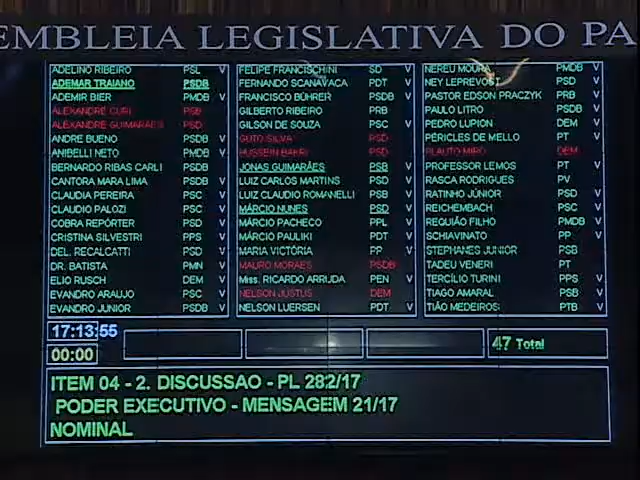 EMBLEIA LEGISLATIVA DO PA
ADELINO RIBEIRO PSL V
ADEMAR TRAIANO PSDB
ADEMIR BIER PMDB V
ALEXANDRE CURI PSB
ALEXANDRE GUIMARAES PSD
ANDRE BUENO PSDB V
ANIBELLI NETO PMDB V
BERNARDO RIBAS CARLI PSDB V
CANTORA MARA LIMA PSDB V
CLAUDIA PEREIRA PSC V
CLAUDIO PALOZI PSC V
COBRA REPÓRTER PSD V
CRISTINA SILVESTRI PPS V
DEL. RECALCATTI PSD V
DR. BATISTA PMN V
ELIO RUSCH DEM V
EVANDRO ARAUJO PSC V
EVANDRO JUNIOR PSDB V
FELIPE FRANCISCHINI SD V
FERNANDO SCANAVACA PDT V
FRANCISCO BÜHRER PSDB V
GILBERTO RIBEIRO PRB
GILSON DE SOUZA PSC V
GUTO SILVA PSD
HUSSEIN BAKRI PSD
JONAS GUIMARÃES PSB V
LUIZ CARLOS MARTINS PSD V
LUIZ CLAUDIO ROMANELLI PSB V
MÁRCIO NUNES PSD V
MÁRCIO PACHECO PPL V
MÁRCIO PAULIKI PDT V
MARIA VICTÓRIA PP V
MAURO MORAES PSDB
Miss. RICARDO ARRUDA PEN V
NELSON JUSTUS DEM
NELSON LUERSEN PDT V
NEREU MOURA PMDB V
NEY LEPREVOST PSD V
PASTOR EDSON PRACZYK PRB V
PAULO LITRO PSDB V
PEDRO LUPION DEM V
PÉRICLES DE MELLO PT V
PLAUTO MIRÓ DEM
PROFESSOR LEMOS PT V
RASCA RODRIGUES PV
RATINHO JÚNIOR PSD V
REICHEMBACH PSC V
REQUIÃO FILHO PMDB V
SCHIAVINATO PP V
STEPHANES JUNIOR PSB
TADEU VENERI PT
TERCÍLIO TURINI PPS V
TIAGO AMARAL PSB V
TIÃO MEDEIROS PTB V
17:13:55
00:00
47 Total
ITEM 04 - 2. DISCUSSAO - PL 282/17
PODER EXECUTIVO - MENSAGEM 21/17
NOMINAL